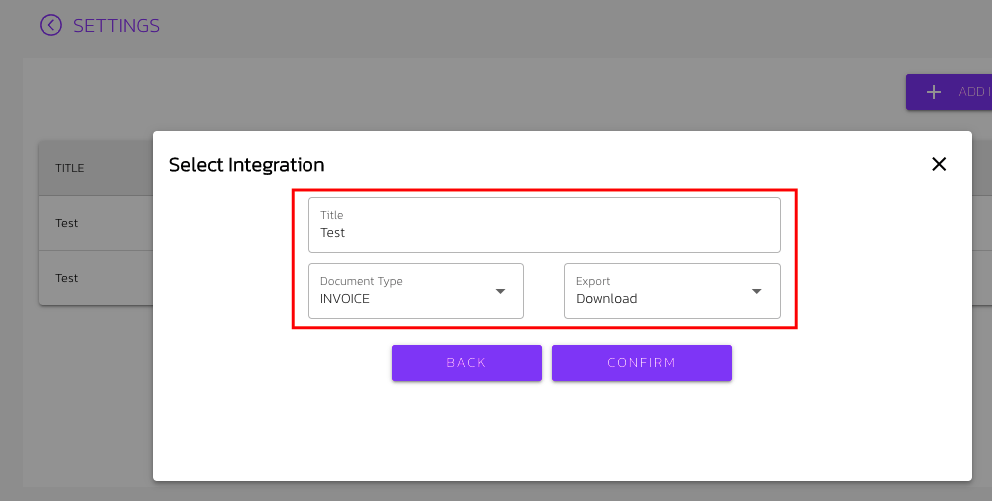 SETTINGS
ADD
TITLE
Test
Test
Select Integration
Title
Test
Document Type
INVOICE
Export
Download
BACK
CONFIRM